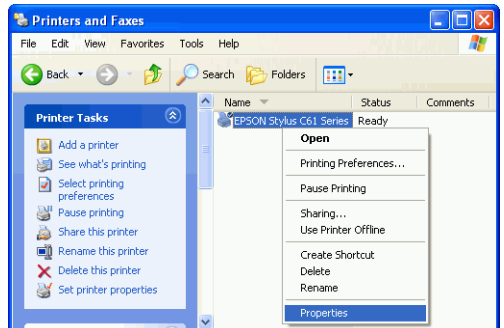 Printers and Faxes
File Edit View Favorites Tools Help
Back Search Folders
Name Status Comments
Printer Tasks
Add a printer
See what's printing
Select printing
preferences
Pause printing
Share this printer
Rename this printer
Delete this printer
Set printer properties
EPSON Stylus C61 Series Ready
Open
Printing Preferences...
Pause Printing
Sharing...
Use Printer Offline
Create Shortcut
Delete
Rename
Properties